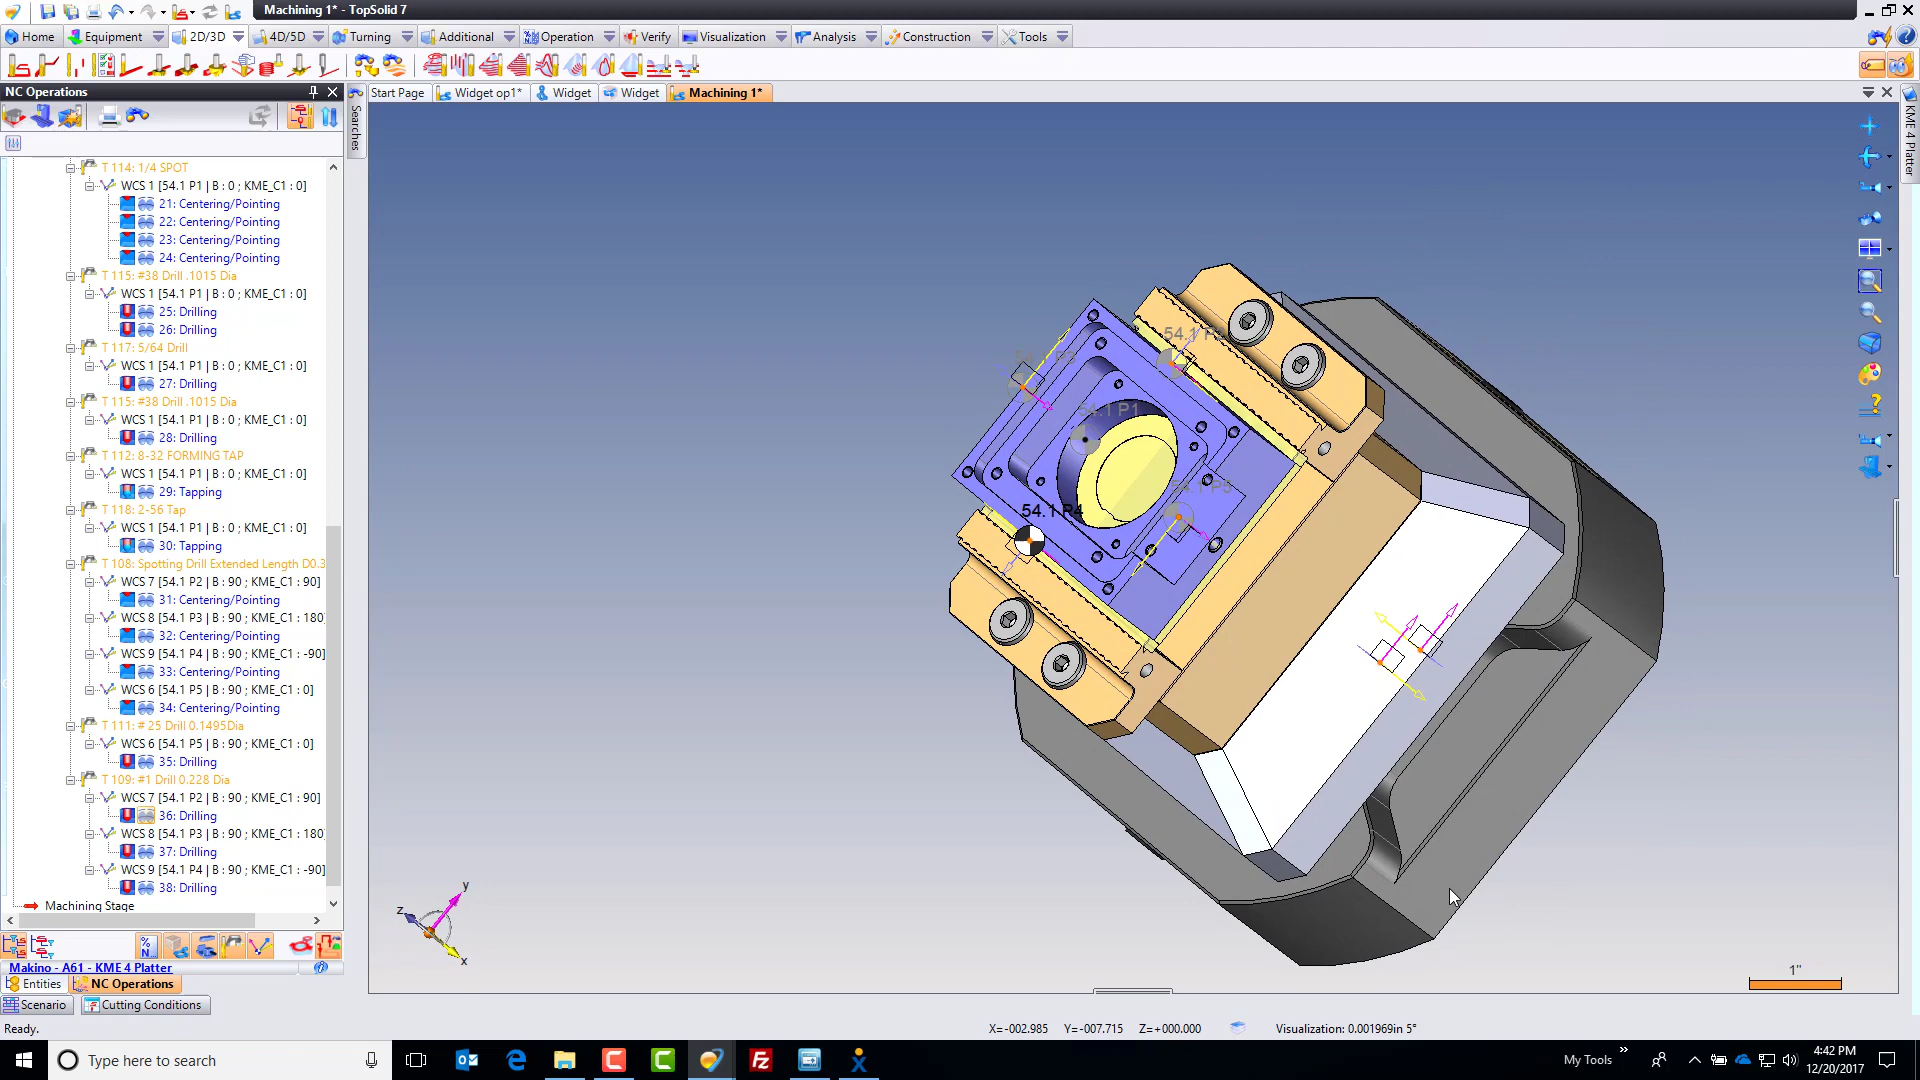 Machining 1* - TopSolid 7
Home
Equipment
2D/3D
4D/5D
Turning
Additional
Operation
Verify
Visualization
Analysis
Construction
Tools
NC Operations
Start Page
Widget op1*
Widget
Widget
Machining 1*
Searches
KME 4 Platter
T 114: 1/4 SPOT
WCS 1 [54.1 P1 | B : 0 ; KME_C1 : 0]
21: Centering/Pointing
22: Centering/Pointing
23: Centering/Pointing
24: Centering/Pointing
T 115: #38 Drill .1015 Dia
WCS 1 [54.1 P1 | B : 0 ; KME_C1 : 0]
25: Drilling
26: Drilling
T 117: 5/64 Drill
WCS 1 [54.1 P1 | B : 0 ; KME_C1 : 0]
27: Drilling
T 115: #38 Drill .1015 Dia
WCS 1 [54.1 P1 | B : 0 ; KME_C1 : 0]
28: Drilling
T 112: 8-32 FORMING TAP
WCS 1 [54.1 P1 | B : 0 ; KME_C1 : 0]
29: Tapping
T 118: 2-56 Tap
WCS 1 [54.1 P1 | B : 0 ; KME_C1 : 0]
30: Tapping
T 108: Spotting Drill Extended Length D0.3
WCS 7 [54.1 P2 | B : 90 ; KME_C1 : 90]
31: Centering/Pointing
WCS 8 [54.1 P3 | B : 90 ; KME_C1 : 180
32: Centering/Pointing
WCS 9 [54.1 P4 | B : 90 ; KME_C1 : -90]
33: Centering/Pointing
WCS 6 [54.1 P5 | B : 90 ; KME_C1 : 0]
34: Centering/Pointing
T 111: # 25 Drill 0.1495Dia
WCS 6 [54.1 P5 | B : 90 ; KME_C1 : 0]
35: Drilling
T 109: #1 Drill 0.228 Dia
WCS 7 [54.1 P2 | B : 90 ; KME_C1 : 90]
36: Drilling
WCS 8 [54.1 P3 | B : 90 ; KME_C1 : 180
37: Drilling
WCS 9 [54.1 P4 | B : 90 ; KME_C1 : -90]
38: Drilling
Machining Stage
54.1 P2
54.1 P3
54.1 P1
54.1 P5
54.1 P4
y
z
x
1"
Makino - A61 - KME 4 Platter
Entities
NC Operations
Scenario
Cutting Conditions
Ready.
X=-002.985 Y=-007.715 Z=+000.000
Visualization: 0.001969in 5°
Type here to search
My Tools
4:42 PM
12/20/2017